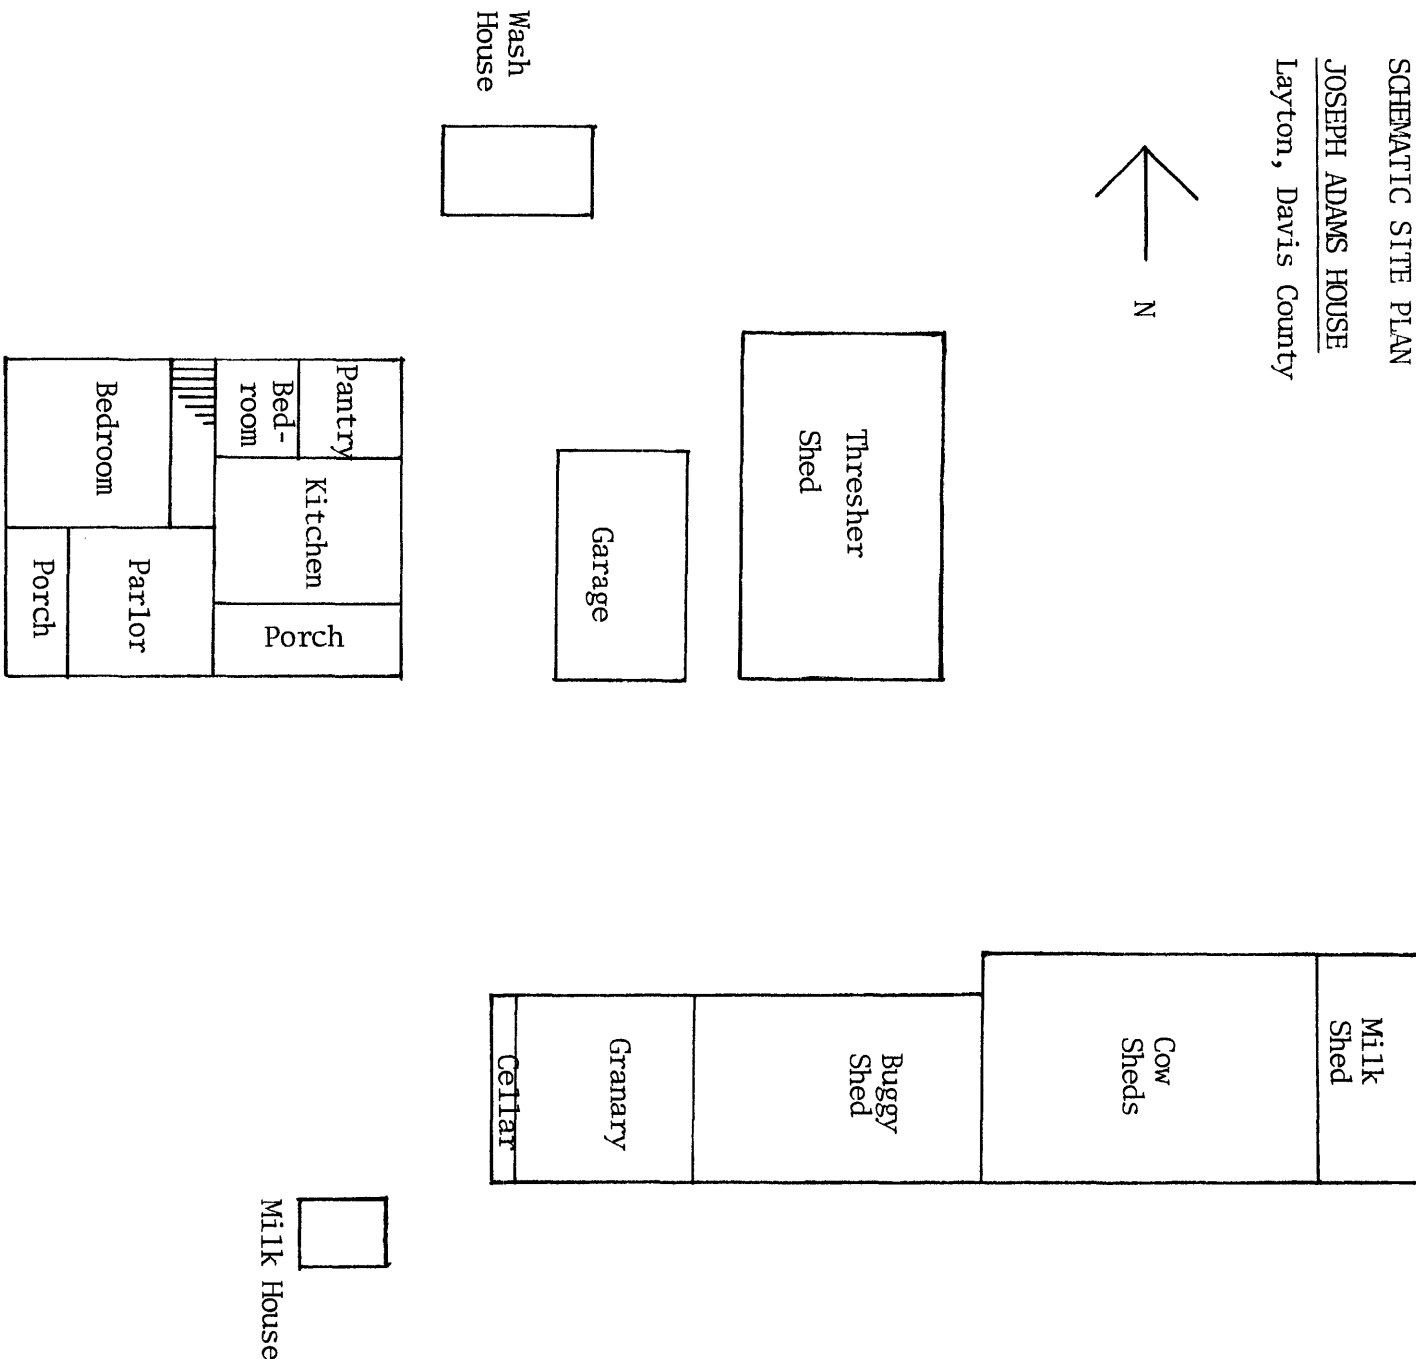 SCHEMATIC SITE PLAN
JOSEPH ADAMS HOUSE
Layton, Davis County
N
Wash
House
Thresher
Shed
Garage
Pantry
Bed-
room
Bedroom
Kitchen
Porch
Parlor
Porch
Milk
Shed
Cow
Sheds
Buggy
Shed
Granary
Cellar
Milk House